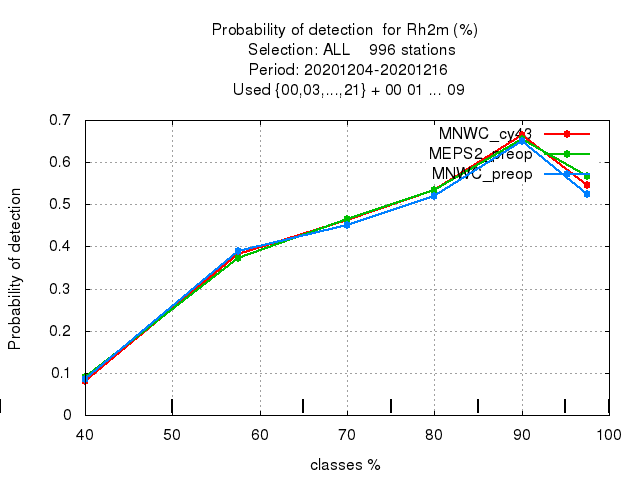 Probability of detection  for Rh2m (%)
Selection: ALL    996 stations
Period: 20201204-20201216
Used {00,03,...,21} + 00 01 ... 09
0.7
0.6
0.5
0.4
0.3
0.2
0.1
0
Probability of detection
MNWC_cy43
MEPS2_preop
MNWC_preop
40 50 60 70 80 90 100
classes %